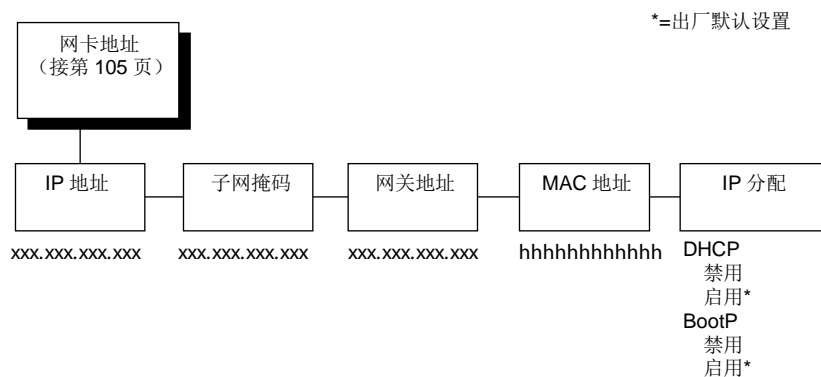 *=出厂默认设置
网卡地址
（接第 105 页）
IP 地址
子网掩码
网关地址
MAC 地址
IP 分配
xxx.xxx.xxx.xxx
xxx.xxx.xxx.xxx
xxx.xxx.xxx.xxx
hhhhhhhhhhhh
DHCP
禁用
启用*
BootP
禁用
启用*